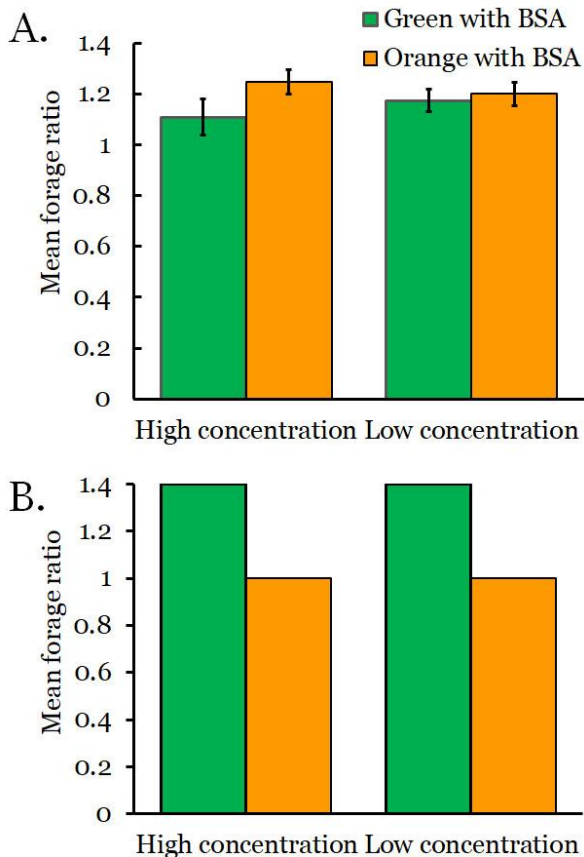 A.
Green with BSA
Orange with BSA
Mean forage ratio
1.4
1.2
1
0.8
0.6
0.4
0.2
0
High concentration Low concentration
B.
Mean forage ratio
1.4
1.2
1
0.8
0.6
0.4
0.2
0
High concentration Low concentration